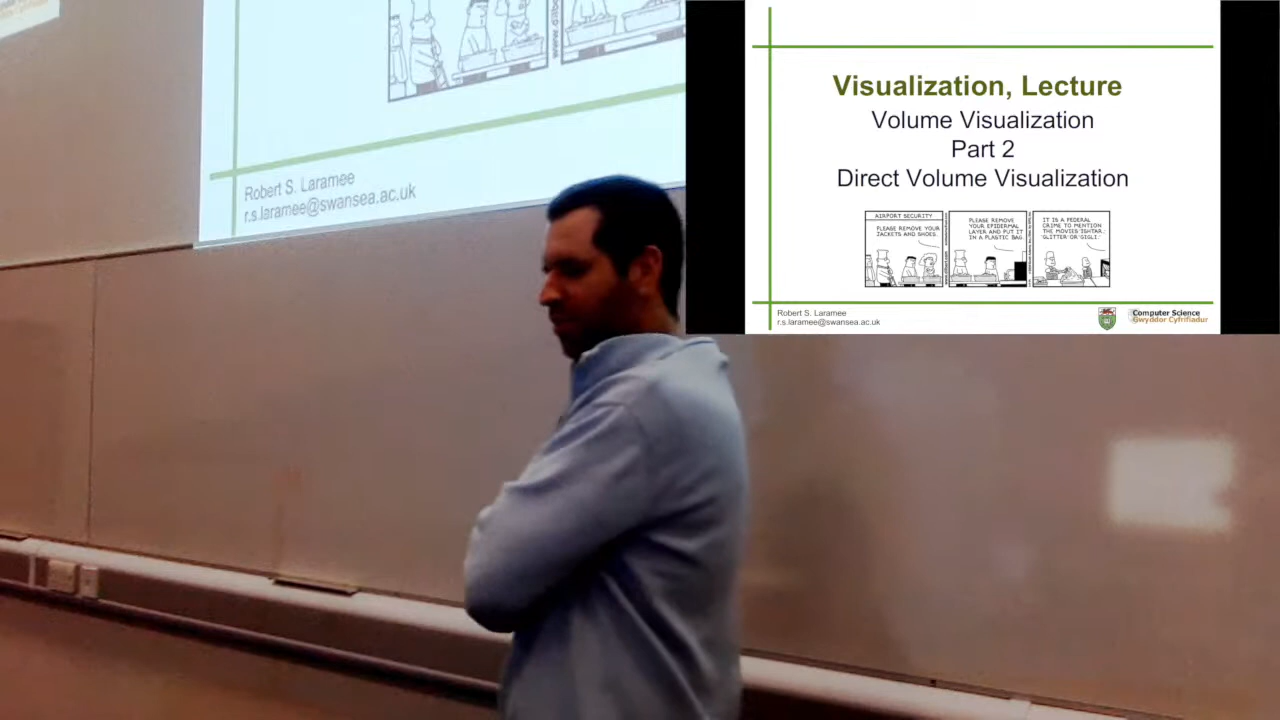 Robert S. Laramee
r.s.laramee@swansea.ac.uk
Visualization, Lecture
Volume Visualization
Part 2
Direct Volume Visualization
AIRPORT SECURITY
PLEASE REMOVE YOUR
JACKETS AND SHOES.
PLEASE REMOVE
YOUR EPIDERMAL
LAYER AND PUT IT
IN A PLASTIC BAG.
IT IS A FEDERAL
CRIME TO MENTION
THE MOVIES ISHTAR,
GLITTER OR GIGLI.
Robert S. Laramee
r.s.laramee@swansea.ac.uk
Computer Science
Gwyddor Cyfrifiadur